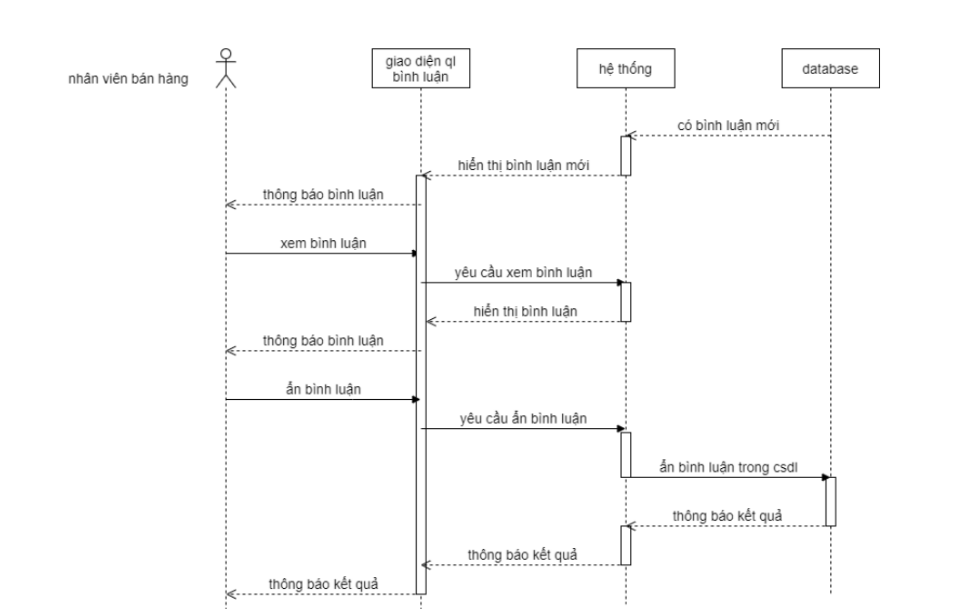 nhân viên bán hàng
giao diện ql
bình luận
hệ thống
database
có bình luận mới
hiển thị bình luận mới
thông báo bình luận
xem bình luận
yêu cầu xem bình luận
hiển thị bình luận
thông báo bình luận
ẩn bình luận
yêu cầu ẩn bình luận
ẩn bình luận trong csdl
thông báo kết quả
thông báo kết quả
thông báo kết quả